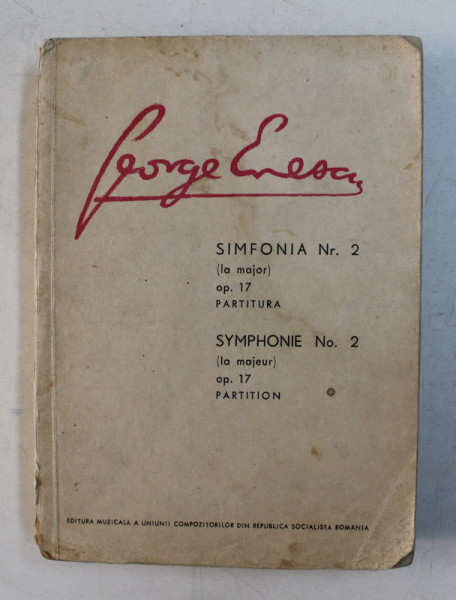 George Enescu
SIMFONIA Nr. 2
(la major)
op. 17
PARTITURA
SYMPHONIE No. 2
(la majeur)
op. 17
PARTITION
EDITURA MUZICALA A UNIUNII COMPOZITORILOR DIN REPUBLICA SOCIALISTA ROMANIA